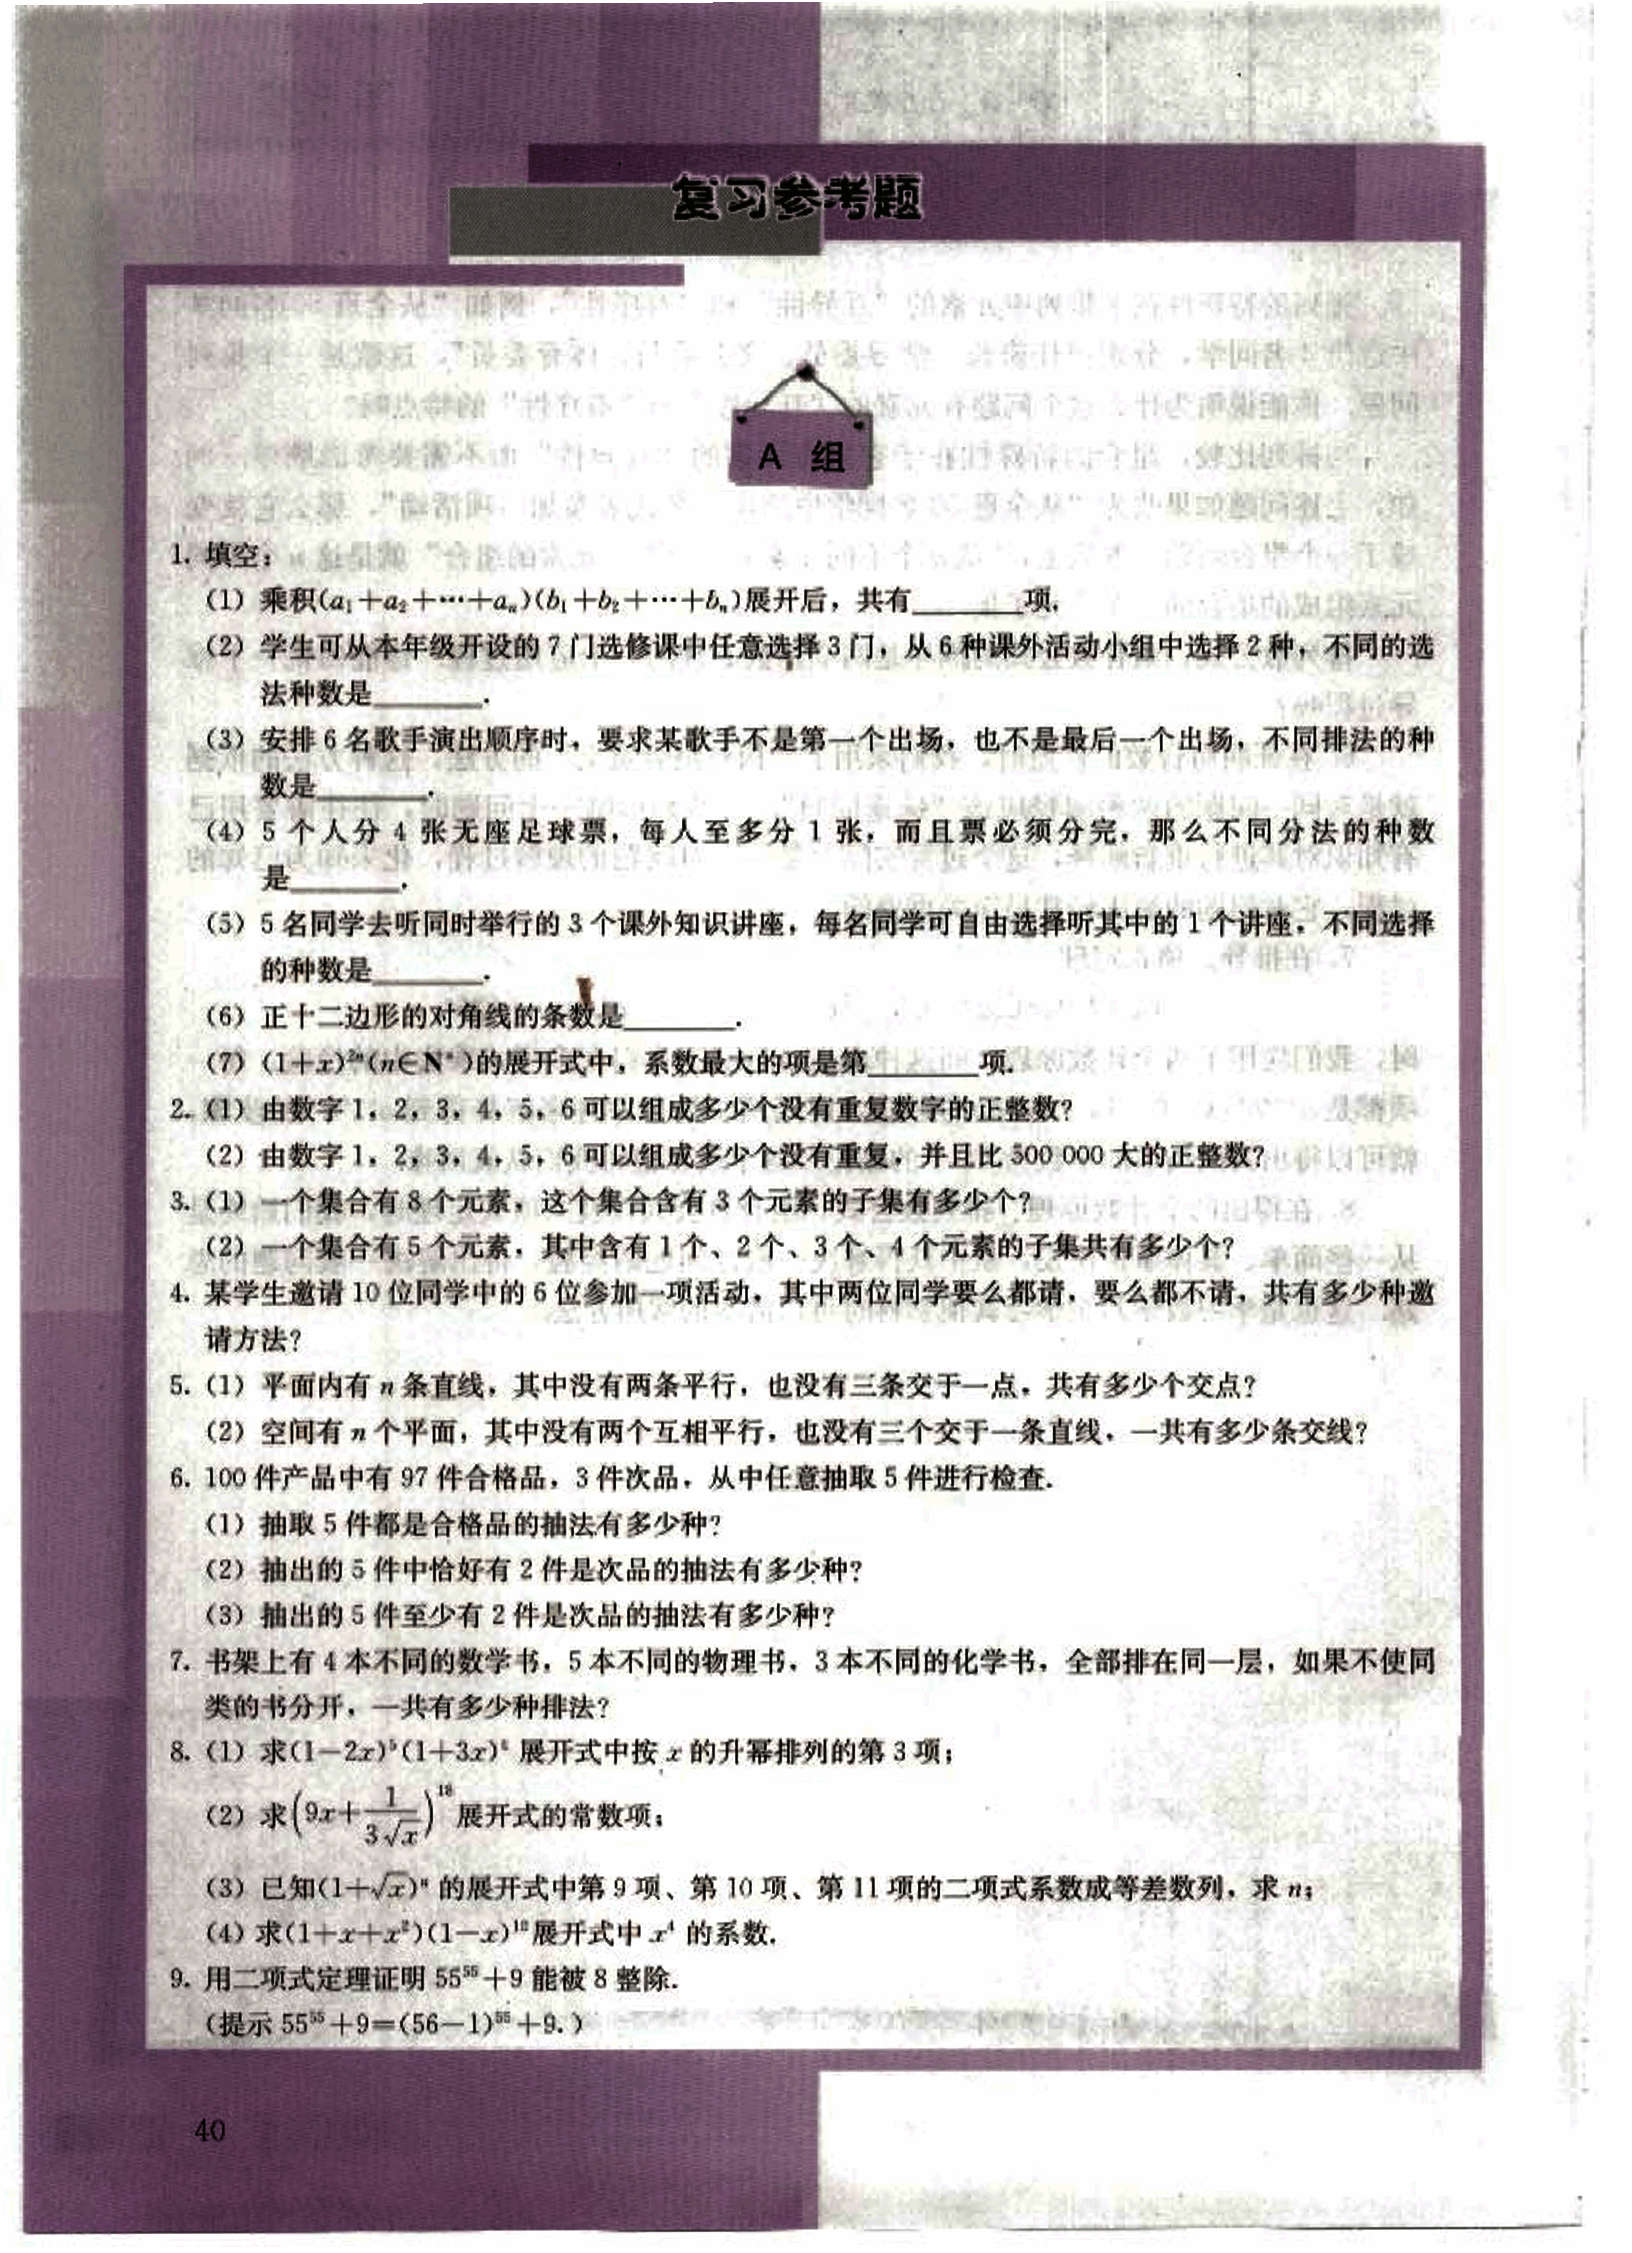 复习参考题
A 组
1. 填空：
(1) 乘积(a₁+a₂+⋯+aₙ)(b₁+b₂+⋯+bₙ)展开后，共有________项.
(2) 学生可从本年级开设的 7 门选修课中任意选择 3 门，从 6 种课外活动小组中选择 2 种，不同的选
法种数是________.
(3) 安排 6 名歌手演出顺序时，要求某歌手不是第一个出场，也不是最后一个出场，不同排法的种
数是________.
(4) 5 个人分 4 张无座足球票，每人至多分 1 张，而且票必须分完，那么不同分法的种数
是________.
(5) 5 名同学去听同时举行的 3 个课外知识讲座，每名同学可自由选择听其中的 1 个讲座，不同选择
的种数是________.
(6) 正十二边形的对角线的条数是________.
(7) (1+x)²ⁿ(n∈N*)的展开式中，系数最大的项是第________项.
2. (1) 由数字 1，2，3，4，5，6 可以组成多少个没有重复数字的正整数?
(2) 由数字 1，2，3，4，5，6 可以组成多少个没有重复，并且比 500 000 大的正整数?
3. (1) 一个集合有 8 个元素，这个集合含有 3 个元素的子集有多少个?
(2) 一个集合有 5 个元素，其中含有 1 个、2 个、3 个、4 个元素的子集共有多少个?
4. 某学生邀请 10 位同学中的 6 位参加一项活动，其中两位同学要么都请，要么都不请，共有多少种邀
请方法?
5. (1) 平面内有 n 条直线，其中没有两条平行，也没有三条交于一点，共有多少个交点?
(2) 空间有 n 个平面，其中没有两个互相平行，也没有三个交于一条直线，一共有多少条交线?
6. 100 件产品中有 97 件合格品，3 件次品，从中任意抽取 5 件进行检查.
(1) 抽取 5 件都是合格品的抽法有多少种?
(2) 抽出的 5 件中恰好有 2 件是次品的抽法有多少种?
(3) 抽出的 5 件至少有 2 件是次品的抽法有多少种?
7. 书架上有 4 本不同的数学书，5 本不同的物理书，3 本不同的化学书，全部排在同一层，如果不使同
类的书分开，一共有多少种排法?
8. (1) 求(1−2x)⁵(1+3x)⁴ 展开式中按 x 的升幂排列的第 3 项；
(2) 求(9x+1/(3√x))¹⁸展开式的常数项；
(3) 已知(1+√x)ⁿ 的展开式中第 9 项、第 10 项、第 11 项的二项式系数成等差数列，求 n；
(4) 求(1+x+x²)(1−x)¹⁰展开式中 x⁴ 的系数.
9. 用二项式定理证明 55⁵⁵+9 能被 8 整除.
(提示 55⁵⁵+9=(56−1)⁵⁵+9.)
40